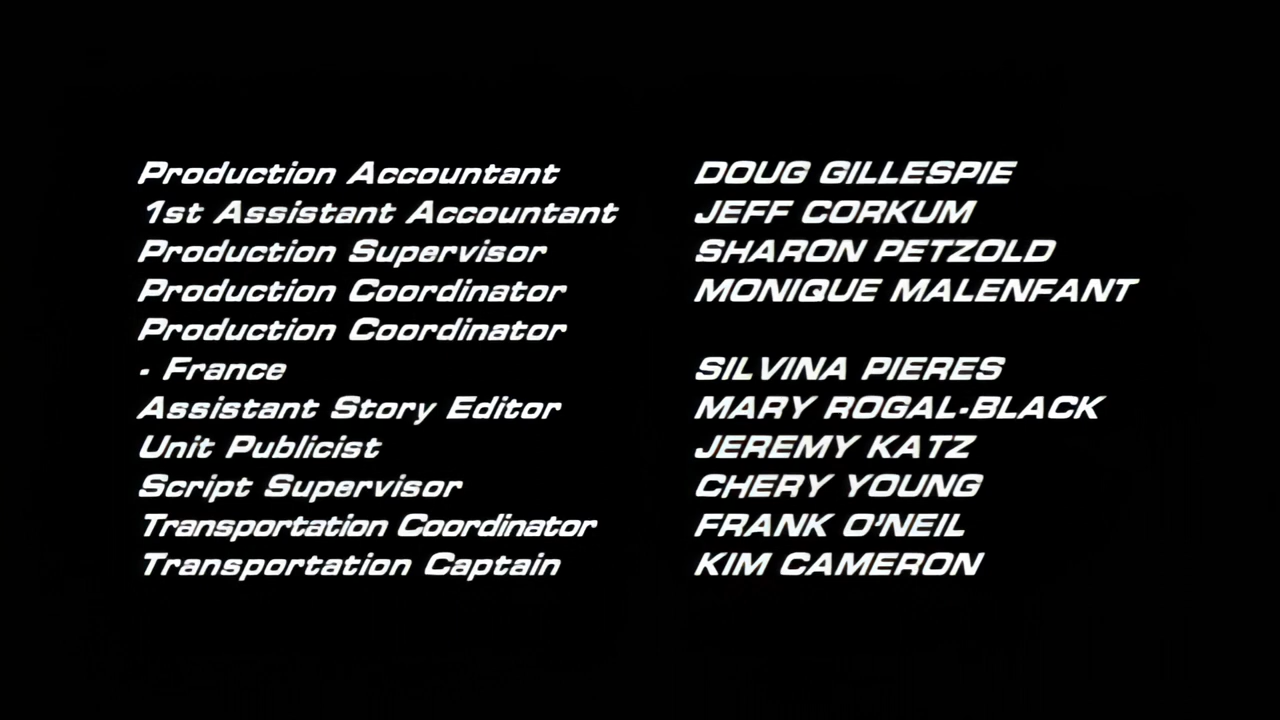 Production Accountant DOUG GILLESPIE
1st Assistant Accountant JEFF CORKUM
Production Supervisor SHARON PETZOLD
Production Coordinator MONIQUE MALENFANT
Production Coordinator
- France SILVINA PIERES
Assistant Story Editor MARY ROGAL-BLACK
Unit Publicist JEREMY KATZ
Script Supervisor CHERY YOUNG
Transportation Coordinator FRANK O'NEIL
Transportation Captain KIM CAMERON